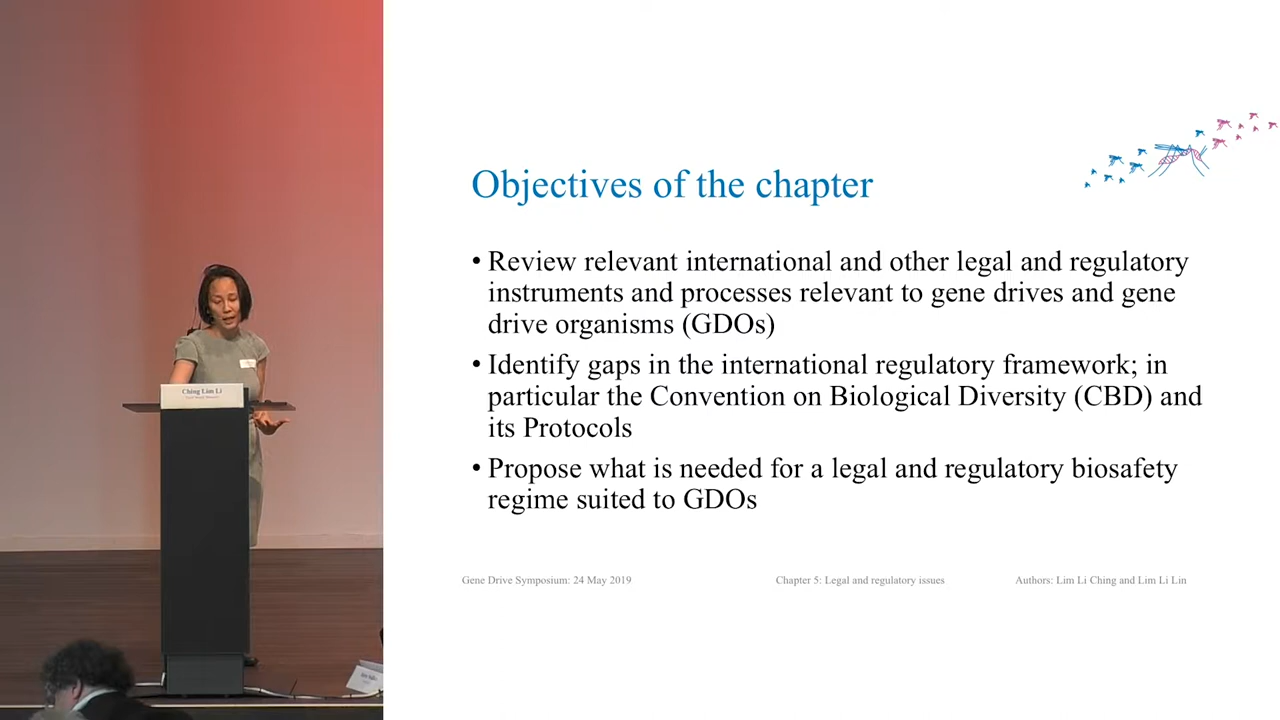 Objectives of the chapter
• Review relevant international and other legal and regulatory
instruments and processes relevant to gene drives and gene
drive organisms (GDOs)
• Identify gaps in the international regulatory framework; in
particular the Convention on Biological Diversity (CBD) and
its Protocols
• Propose what is needed for a legal and regulatory biosafety
regime suited to GDOs
Gene Drive Symposium: 24 May 2019
Chapter 5: Legal and regulatory issues
Authors: Lim Li Ching and Lim Li Lin
Ching Lim Li